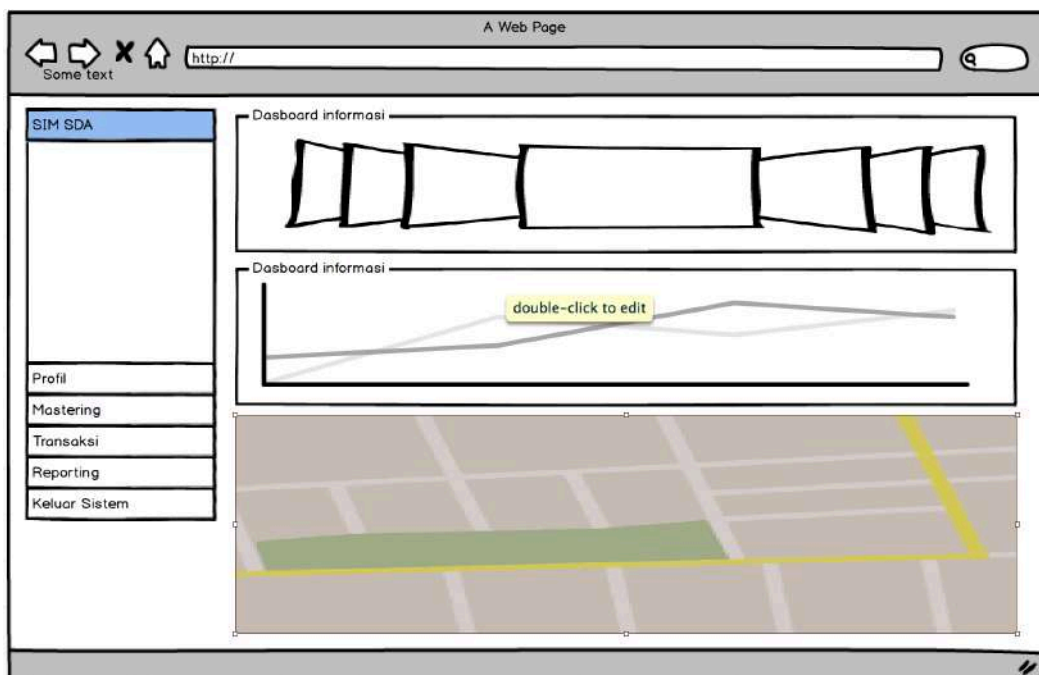 A Web Page
http://
Some text
SIM SDA
Profil
Mastering
Transaksi
Reporting
Keluar Sistem
Dasboard informasi
Dasboard informasi
double-click to edit